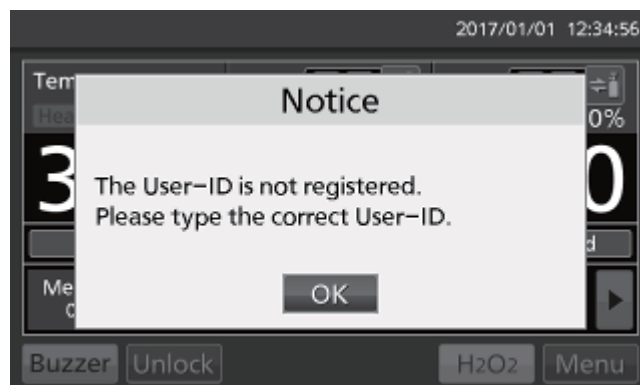 2017/01/01 12:34:56
Notice
0%
The User-ID is not registered.
Please type the correct User-ID.
OK
Buzzer
Unlock
H2O2
Menu